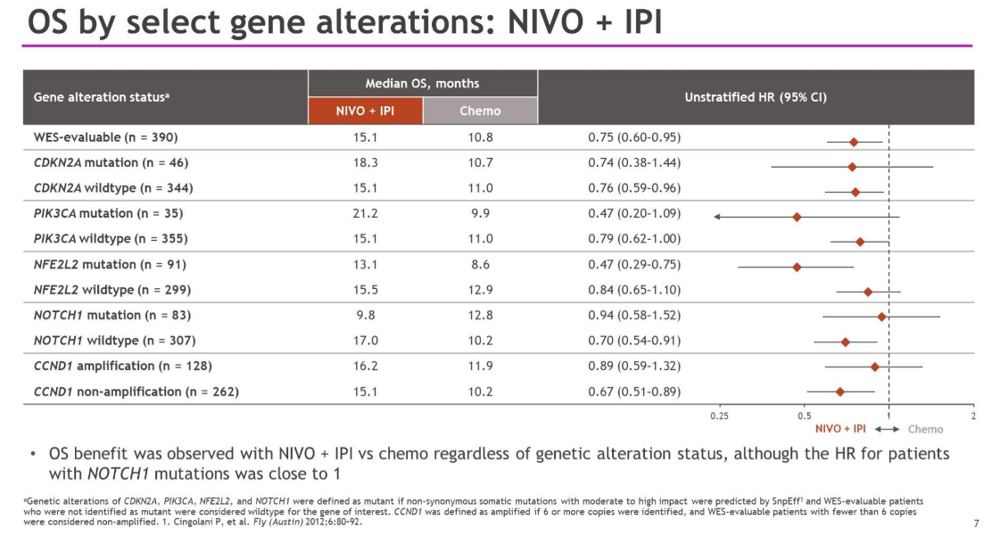 OS by select gene alterations: NIVO + IPI
Gene alteration statusᵃ
Median OS, months
Unstratified HR (95% CI)
NIVO + IPI
Chemo
WES-evaluable (n = 390) 15.1 10.8 0.75 (0.60-0.95)
CDKN2A mutation (n = 46) 18.3 10.7 0.74 (0.38-1.44)
CDKN2A wildtype (n = 344) 15.1 11.0 0.76 (0.59-0.96)
PIK3CA mutation (n = 35) 21.2 9.9 0.47 (0.20-1.09)
PIK3CA wildtype (n = 355) 15.1 11.0 0.79 (0.62-1.00)
NFE2L2 mutation (n = 91) 13.1 8.6 0.47 (0.29-0.75)
NFE2L2 wildtype (n = 299) 15.5 12.9 0.84 (0.65-1.10)
NOTCH1 mutation (n = 83) 9.8 12.8 0.94 (0.58-1.52)
NOTCH1 wildtype (n = 307) 17.0 10.2 0.70 (0.54-0.91)
CCND1 amplification (n = 128) 16.2 11.9 0.89 (0.59-1.32)
CCND1 non-amplification (n = 262) 15.1 10.2 0.67 (0.51-0.89)
0.25 0.5 1 2
NIVO + IPI ↔ Chemo
• OS benefit was observed with NIVO + IPI vs chemo regardless of genetic alteration status, although the HR for patients
with NOTCH1 mutations was close to 1
ᵃGenetic alterations of CDKN2A, PIK3CA, NFE2L2, and NOTCH1 were defined as mutant if non-synonymous somatic mutations with moderate to high impact were predicted by SnpEff¹ and WES-evaluable patients
who were not identified as mutant were considered wildtype for the gene of interest. CCND1 was defined as amplified if 6 or more copies were identified, and WES-evaluable patients with fewer than 6 copies
were considered non-amplified. 1. Cingolani P, et al. Fly (Austin) 2012;6:80-92.
7